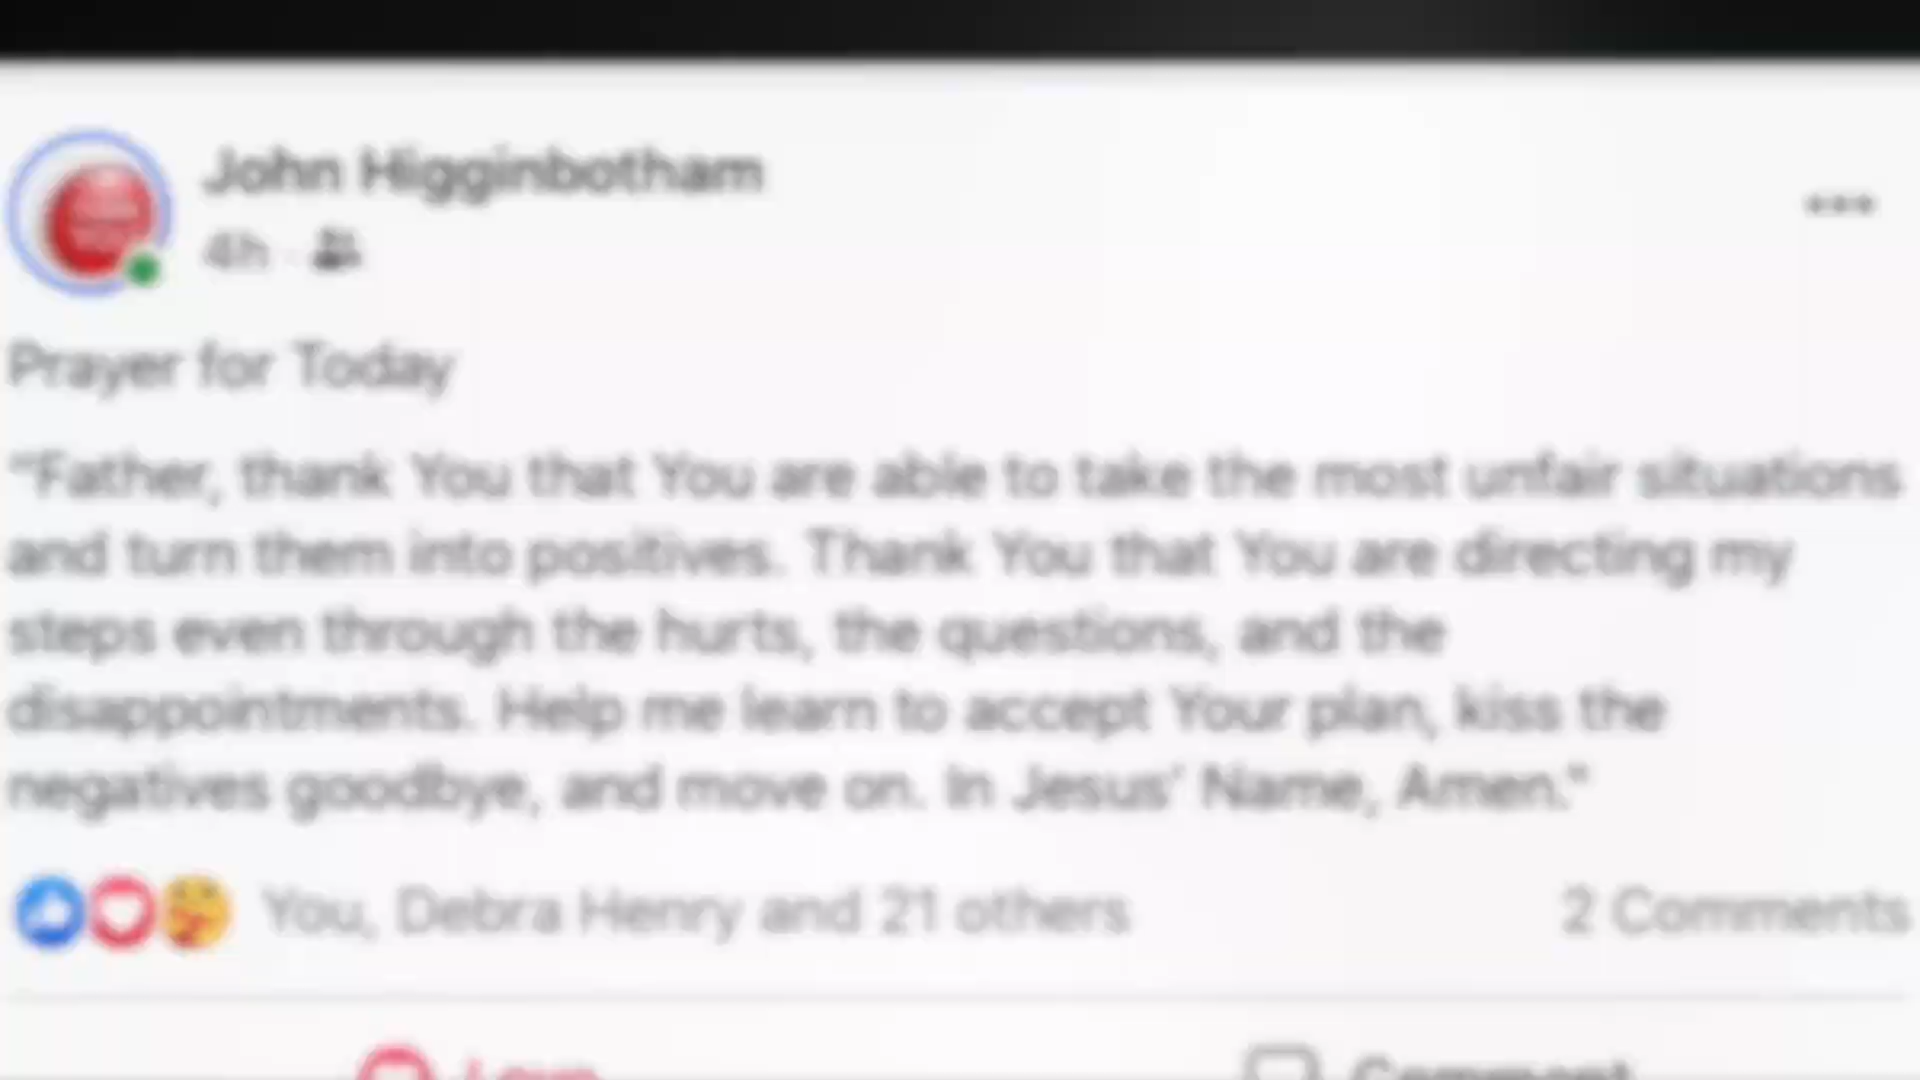 John Higginbotham
4h ·
Prayer for Today
"Father, thank You that You are able to take the most unfair situations
and turn them into positives. Thank You that You are directing my
steps even through the hurts, the questions, and the
disappointments. Help me learn to accept Your plan, kiss the
negatives goodbye, and move on. In Jesus' Name, Amen."
You, Debra Henry and 21 others
2 Comments
Love
Comment